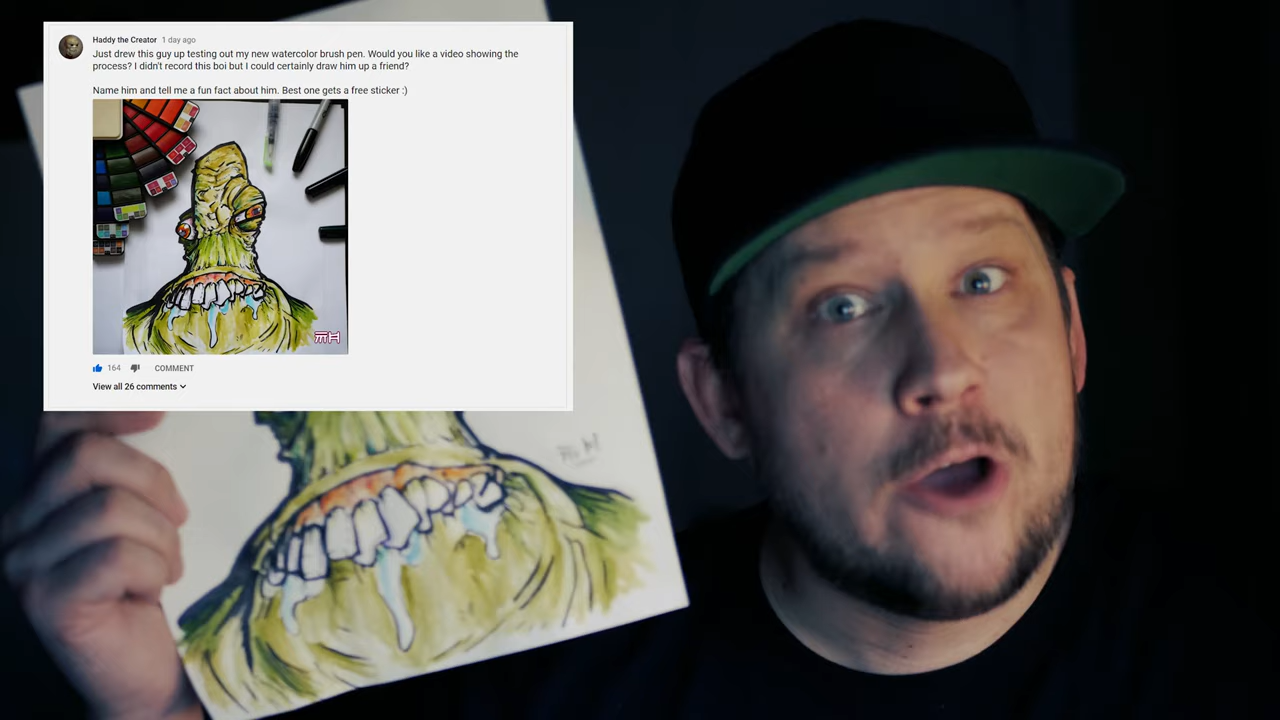 Haddy the Creator 1 day ago
Just drew this guy up testing out my new watercolor brush pen. Would you like a video showing the
process? I didn't record this boi but I could certainly draw him up a friend?
Name him and tell me a fun fact about him. Best one gets a free sticker :)
164 COMMENT
View all 26 comments